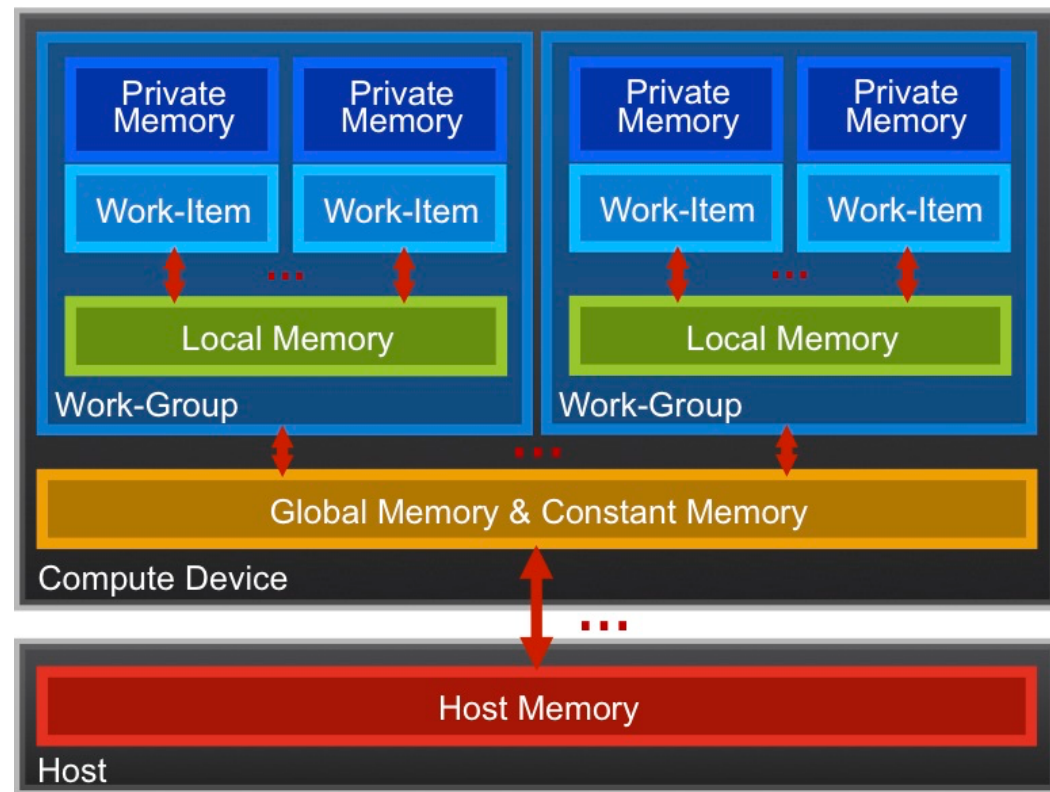 Private
Memory
Private
Memory
Private
Memory
Private
Memory
Work-Item
Work-Item
Work-Item
Work-Item
...
...
Local Memory
Local Memory
Work-Group
Work-Group
...
Global Memory & Constant Memory
Compute Device
...
Host Memory
Host